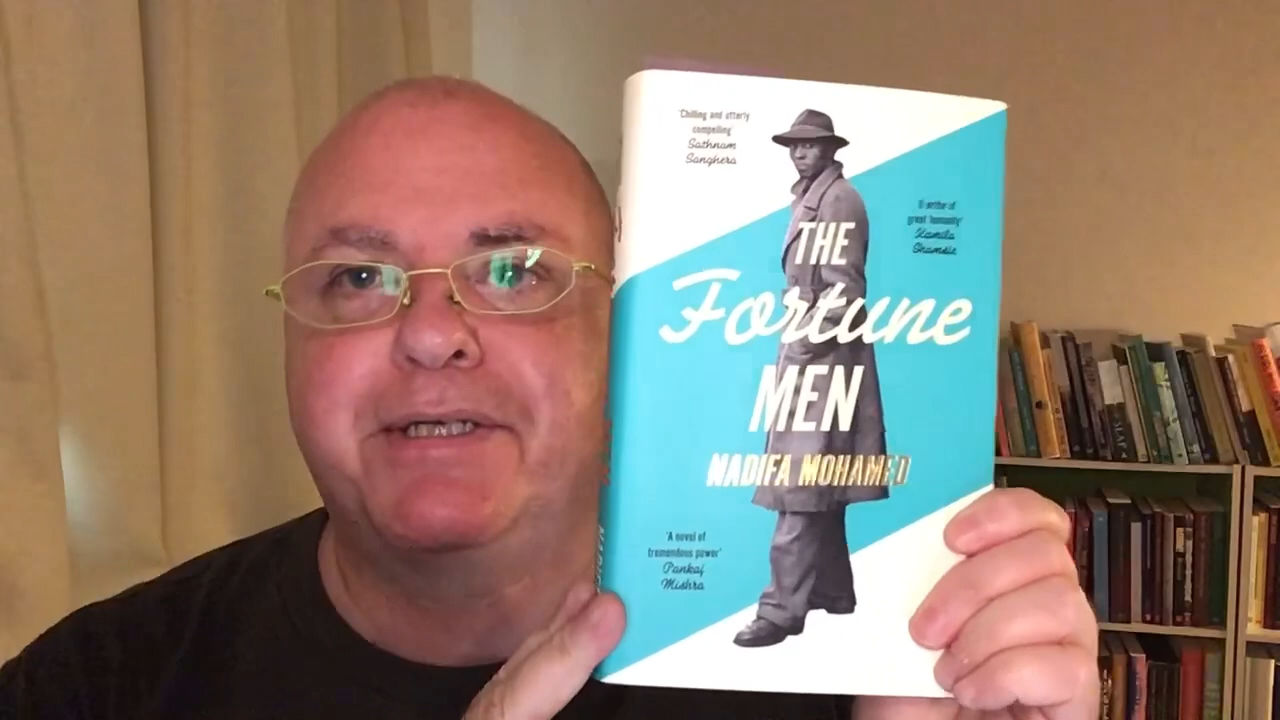 'Chilling and utterly
compelling'
Sathnam
Sanghera
'A writer of
great humanity'
Kamila
Shamsie
THE
Fortune
MEN
NADIFA MOHAMED
'A novel of
tremendous power'
Pankaj
Mishra